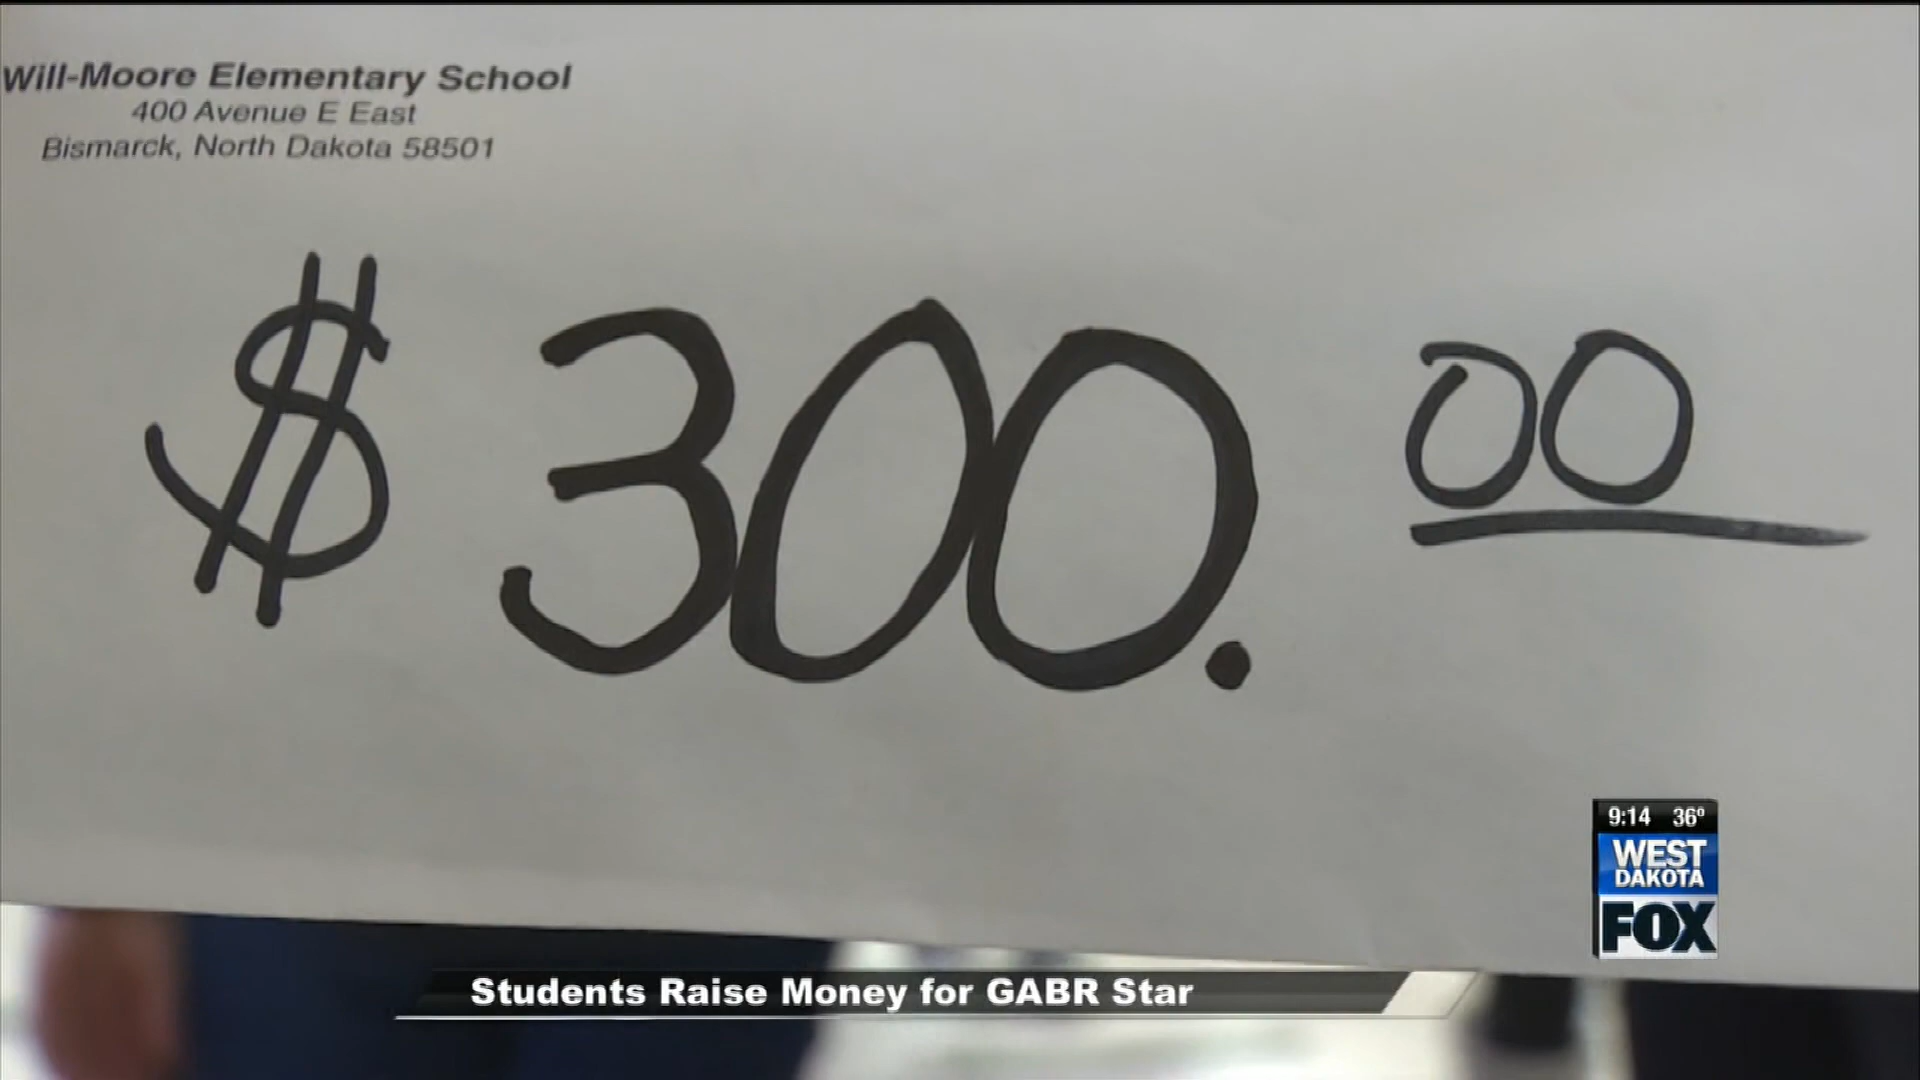 Will-Moore Elementary School
400 Avenue E East
Bismarck, North Dakota 58501
$ 300. 00
9:14 36º
WEST
DAKOTA
FOX
Students Raise Money for GABR Star